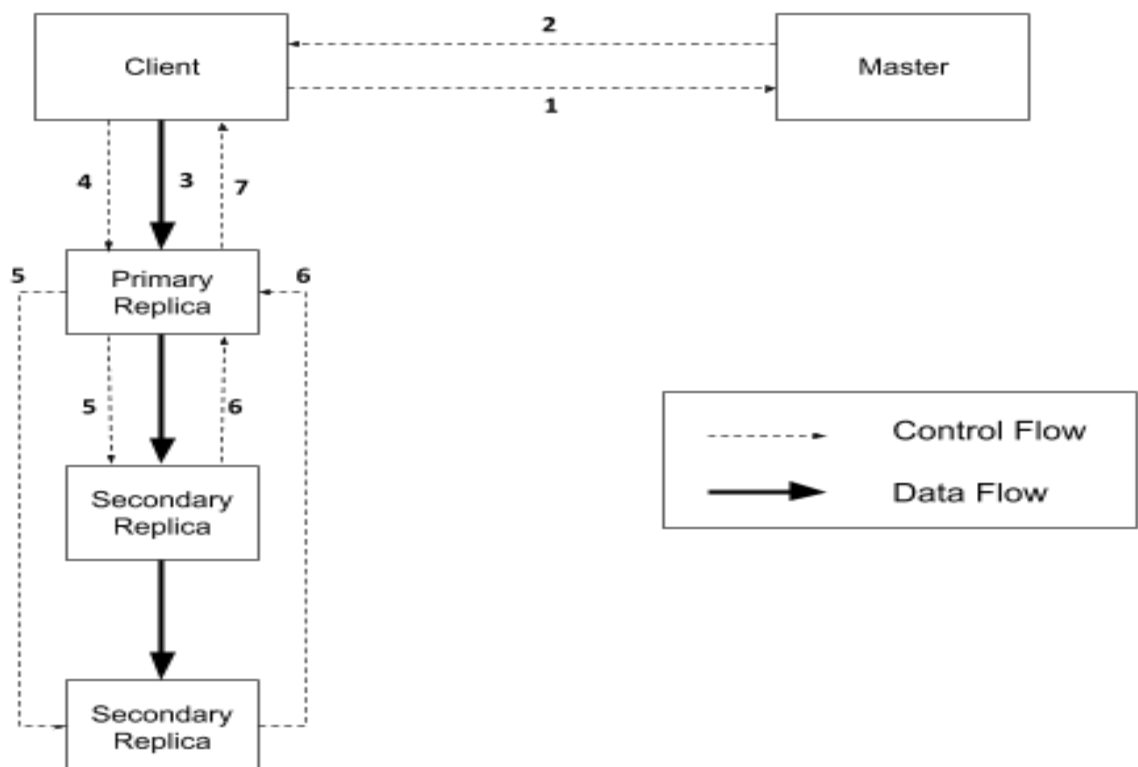 2
Client
Master
1
4
3
7
5
6
Primary
Replica
5
6
Control Flow
Data Flow
Secondary
Replica
Secondary
Replica